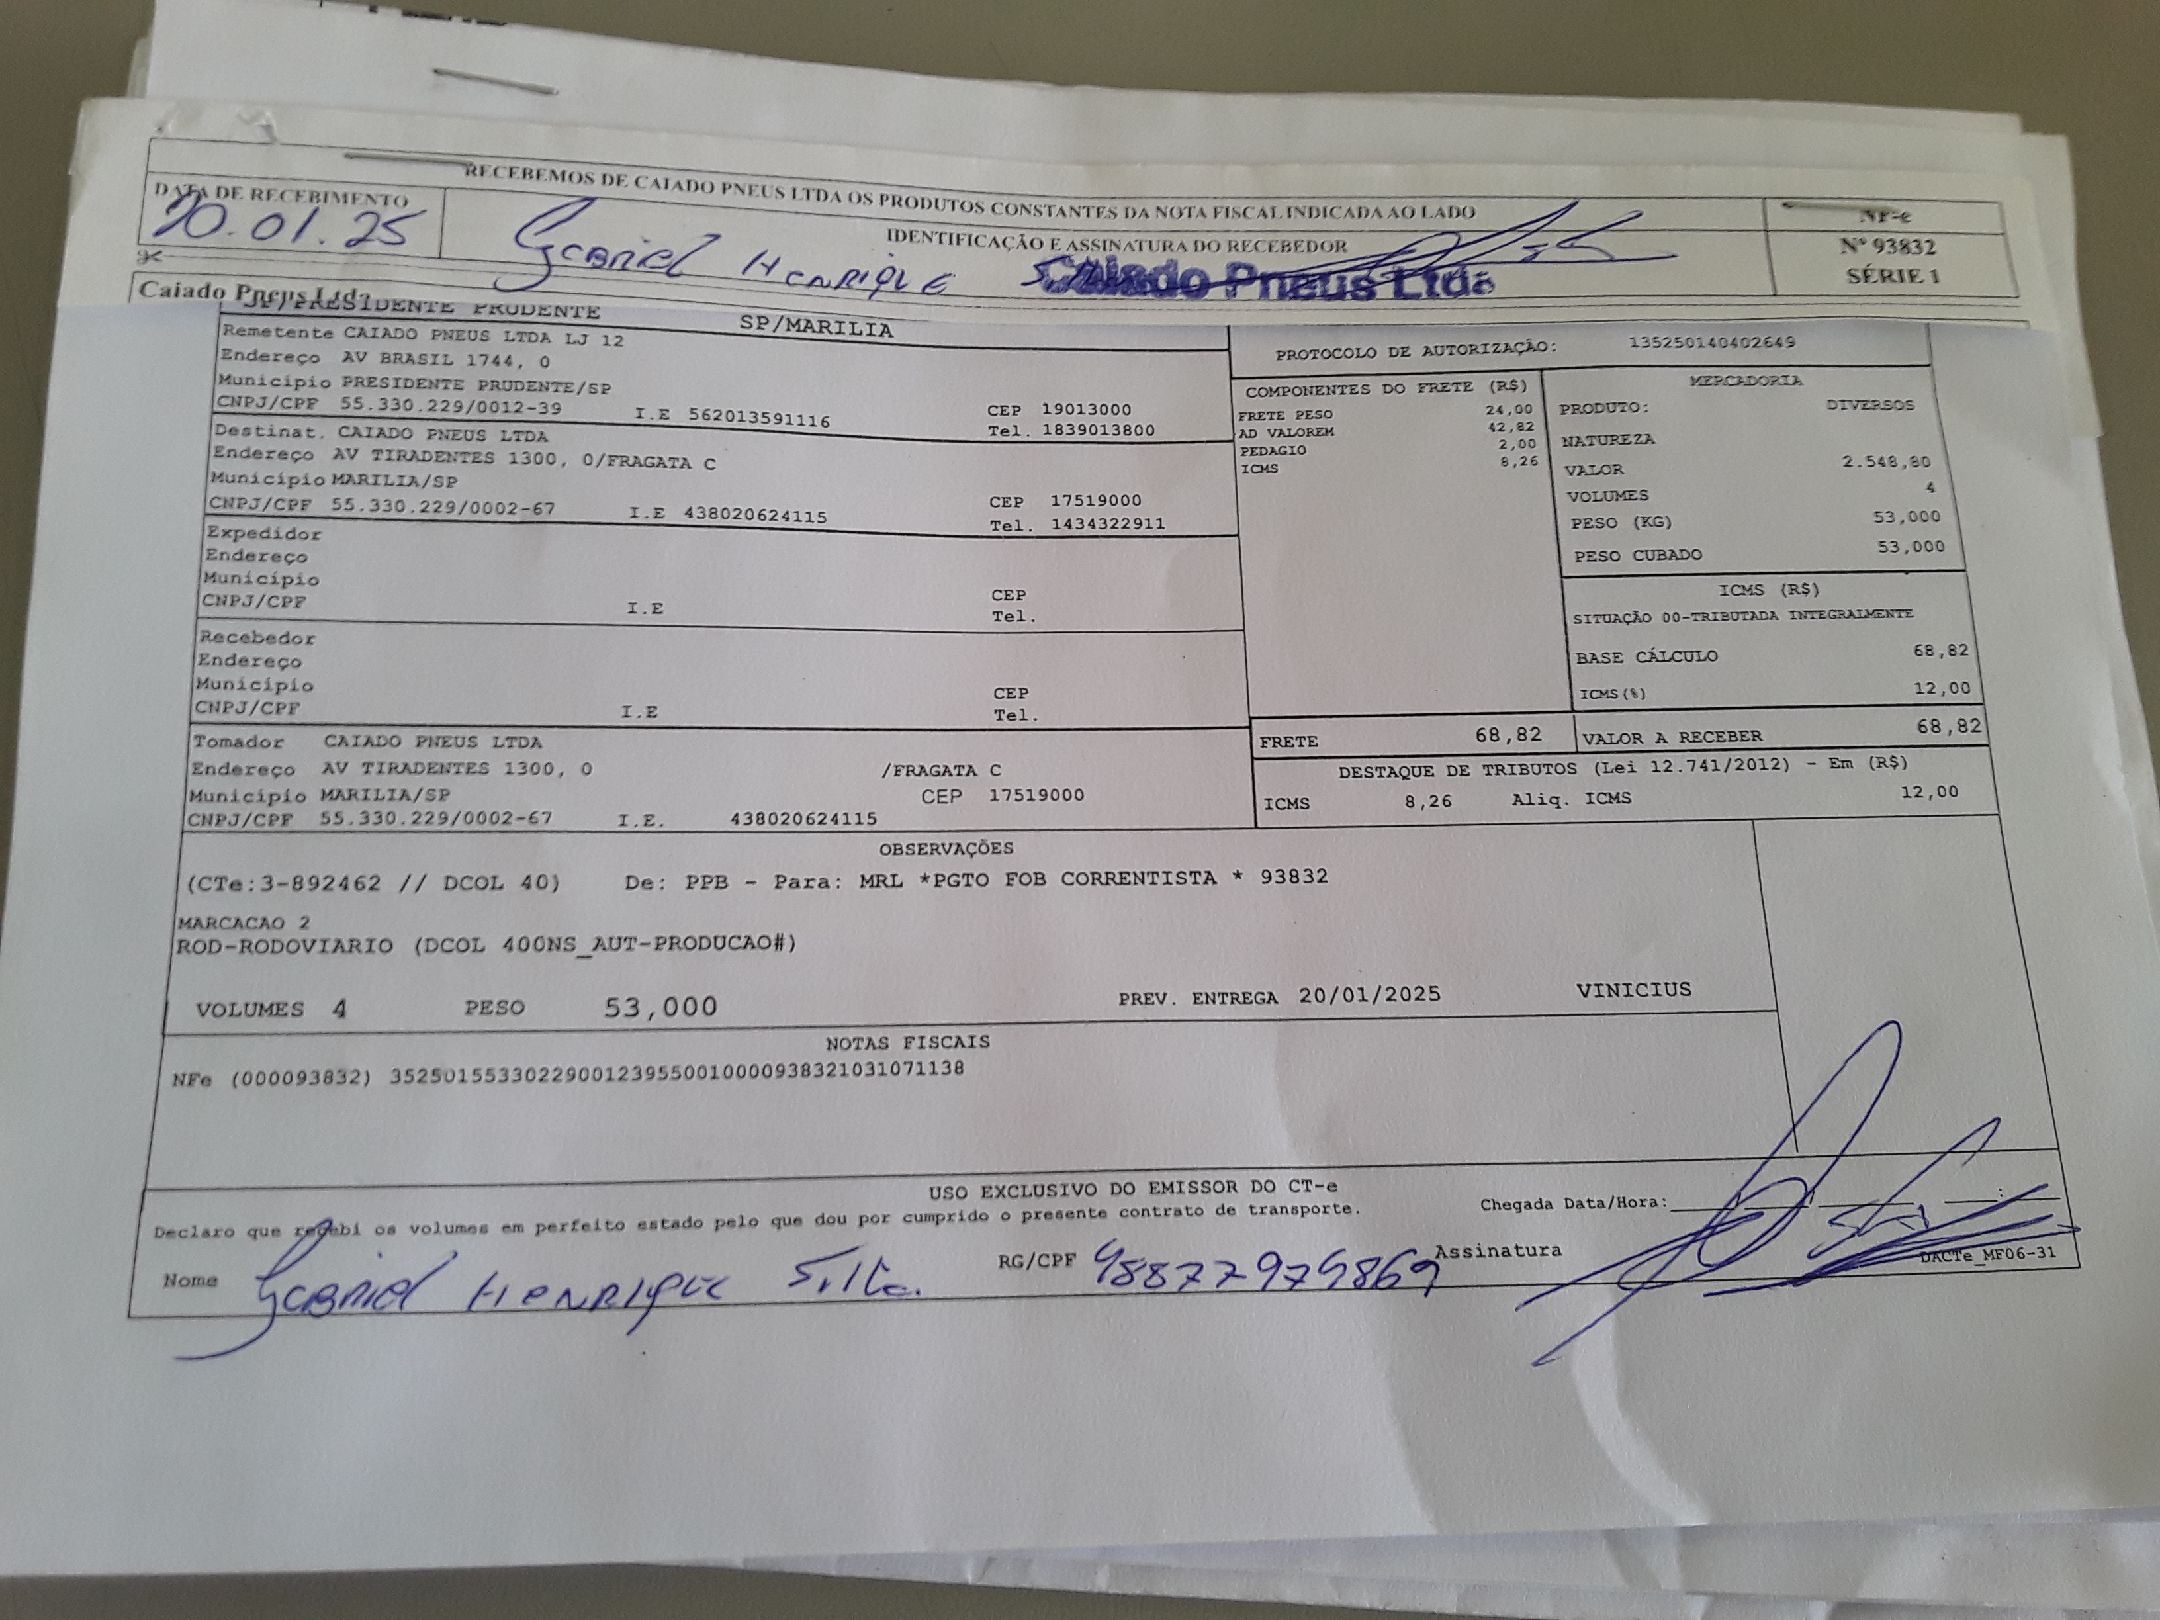 RECEBEMOS DE CAIADO PNEUS LTDA OS PRODUTOS CONSTANTES DA NOTA FISCAL INDICADA AO LADO
DATA DE RECEBIMENTO
20.01.25
IDENTIFICAÇÃO E ASSINATURA DO RECEBEDOR
Gabriel Henrique
Caiado Pneus Ltda
NF-e
Nº 93832
SÉRIE 1
Caiado Pneus Ltda
SP/PRESIDENTE PRUDENTE SP/MARILIA
Remetente CAIADO PNEUS LTDA LJ 12
Endereço AV BRASIL 1744, 0
Município PRESIDENTE PRUDENTE/SP
CNPJ/CPF 55.330.229/0012-39 I.E 562013591116 CEP 19013000
Tel. 1839013800
Destinat. CAIADO PNEUS LTDA
Endereço AV TIRADENTES 1300, 0/FRAGATA C
Município MARILIA/SP
CNPJ/CPF 55.330.229/0002-67 I.E 438020624115 CEP 17519000
Tel. 1434322911
Expedidor
Endereço
Município
CNPJ/CPF I.E CEP
Tel.
Recebedor
Endereço
Município
CNPJ/CPF I.E CEP
Tel.
Tomador CAIADO PNEUS LTDA
Endereço AV TIRADENTES 1300, 0 /FRAGATA C
Município MARILIA/SP CEP 17519000
CNPJ/CPF 55.330.229/0002-67 I.E. 438020624115
PROTOCOLO DE AUTORIZAÇÃO: 135250140402649
COMPONENTES DO FRETE (R$)
FRETE PESO 24,00
AD VALOREM 42,82
PEDAGIO 2,00
ICMS 8,26
MERCADORIA
PRODUTO: DIVERSOS
NATUREZA
VALOR 2.548,80
VOLUMES 4
PESO (KG) 53,000
PESO CUBADO 53,000
ICMS (R$)
SITUAÇÃO 00-TRIBUTADA INTEGRALMENTE
BASE CÁLCULO 68,82
ICMS(%) 12,00
FRETE 68,82 VALOR A RECEBER 68,82
DESTAQUE DE TRIBUTOS (Lei 12.741/2012) - Em (R$)
ICMS 8,26 Aliq. ICMS 12,00
OBSERVAÇÕES
(CTe:3-892462 // DCOL 40) De: PPB - Para: MRL *PGTO FOB CORRENTISTA * 93832
MARCACAO 2
ROD-RODOVIARIO (DCOL 400NS_AUT-PRODUCAO#)
VOLUMES 4 PESO 53,000 PREV. ENTREGA 20/01/2025 VINICIUS
NOTAS FISCAIS
NFe (000093832) 35250155330229001239550010000938321031071138
USO EXCLUSIVO DO EMISSOR DO CT-e
Declaro que recebi os volumes em perfeito estado pelo que dou por cumprido o presente contrato de transporte.
Chegada Data/Hora:
Nome Gabriel Henrique Silva RG/CPF 48877979869 Assinatura
DACTe_MF06-31